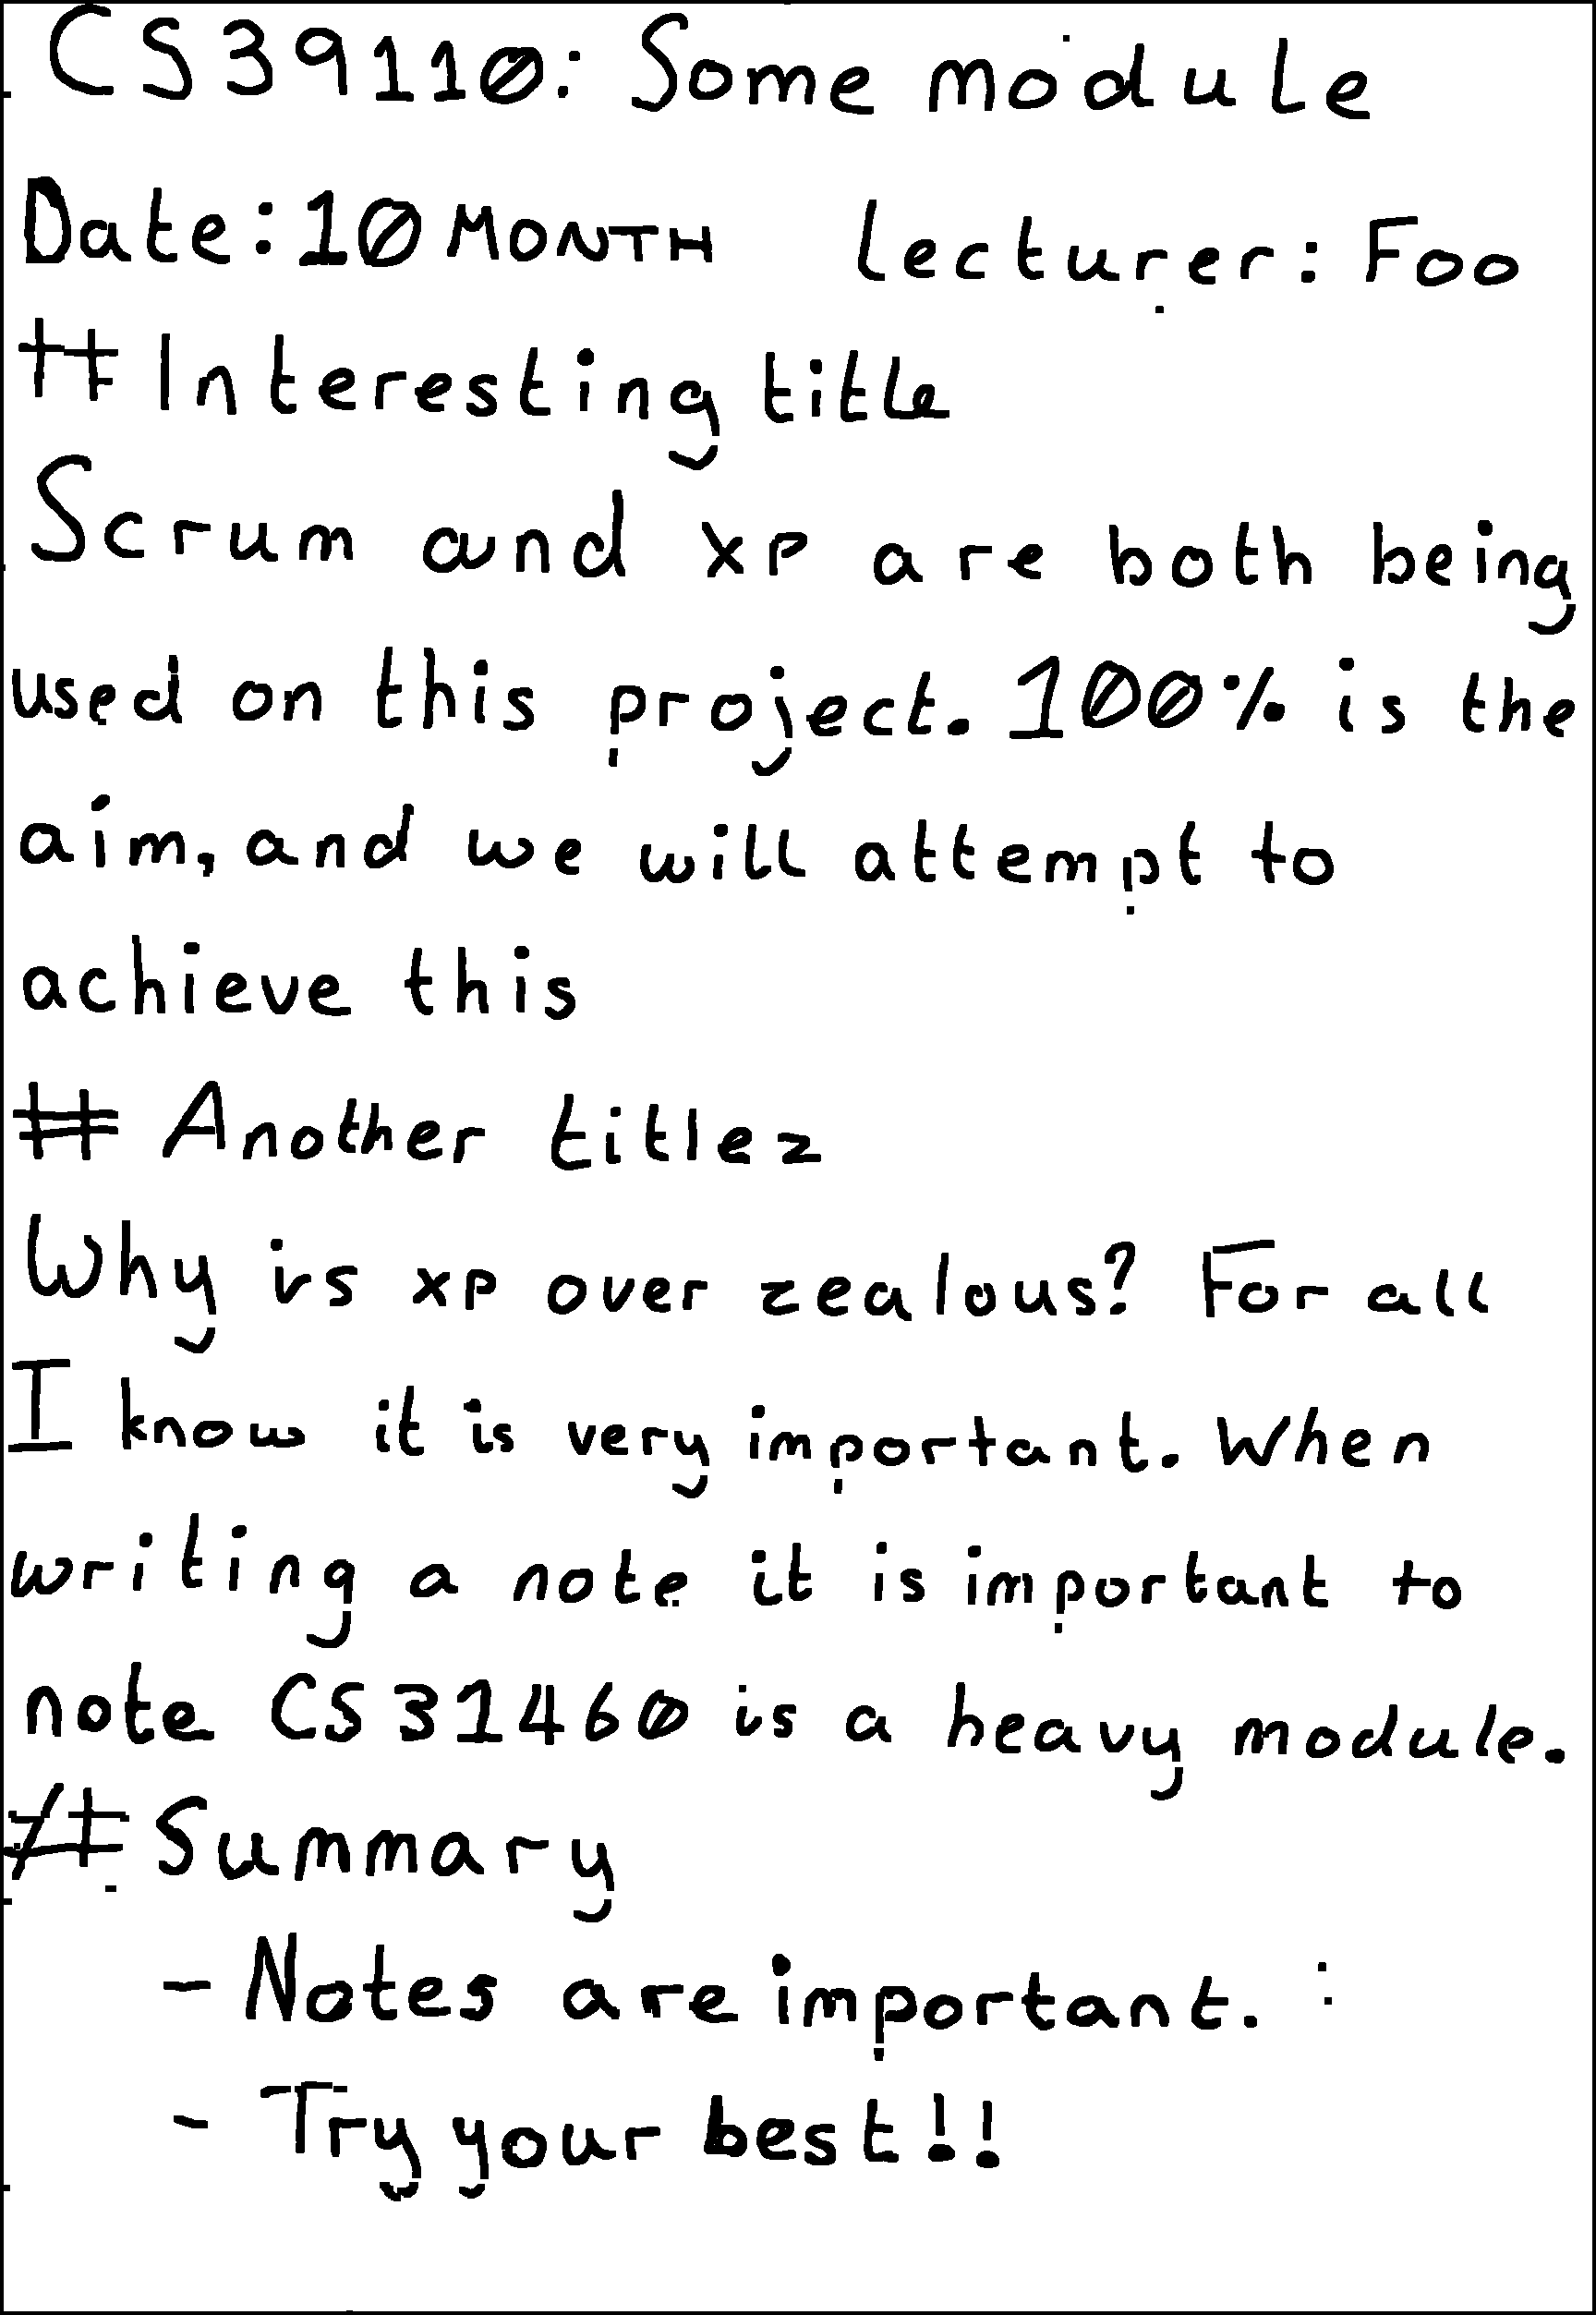 CS39110: Some module
Date: 10 MONTH lecturer: Foo
# Interesting title
Scrum and xp are both being
used on this project. 100% is the
aim, and we will attempt to
achieve this
# Another titlez
Why is xp over zealous? For all
I know it is very important. When
writing a note it is important to
note CS31460 is a heavy module.
# Summary
- Notes are important.
- Try your best!!